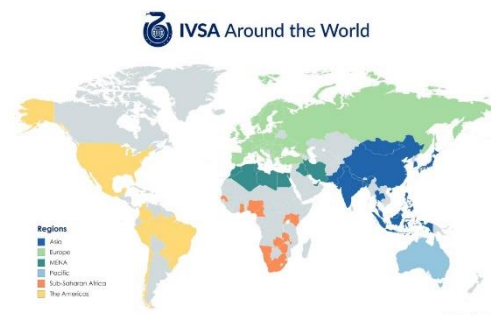 IVSA Around the World
Regions
Asia
Europe
MENA
Pacific
Sub-Saharan Africa
The Americas